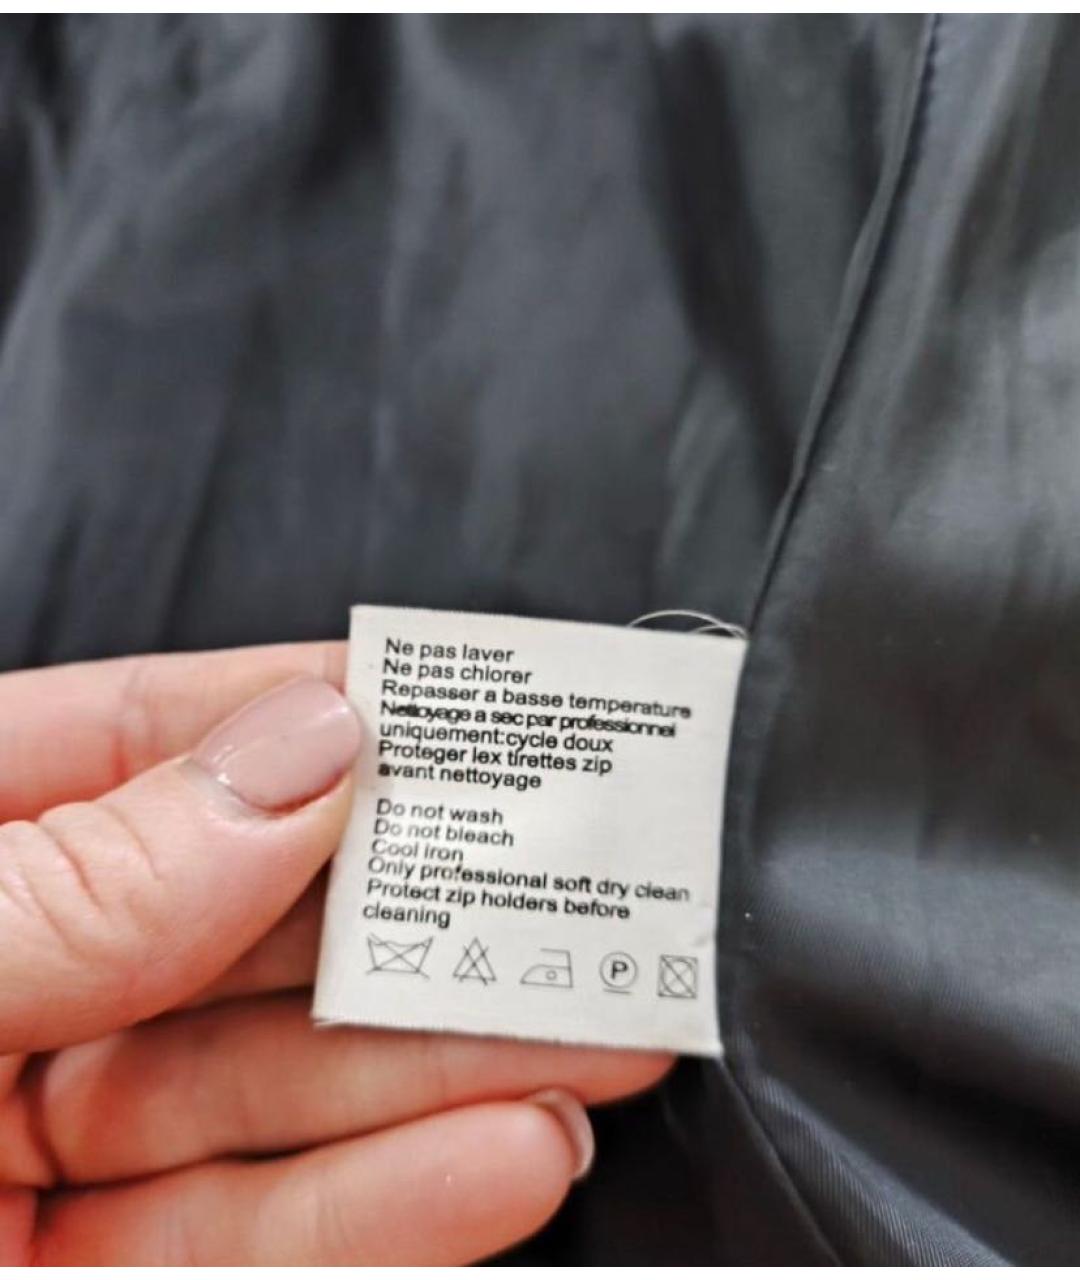 Ne pas laver
Ne pas chlorer
Repasser a basse temperature
Nettoyage a sec par professionnel
uniquement:cycle doux
Proteger lex tirettes zip
avant nettoyage
Do not wash
Do not bleach
Cool iron
Only professional soft dry clean
Protect zip holders before
cleaning
P